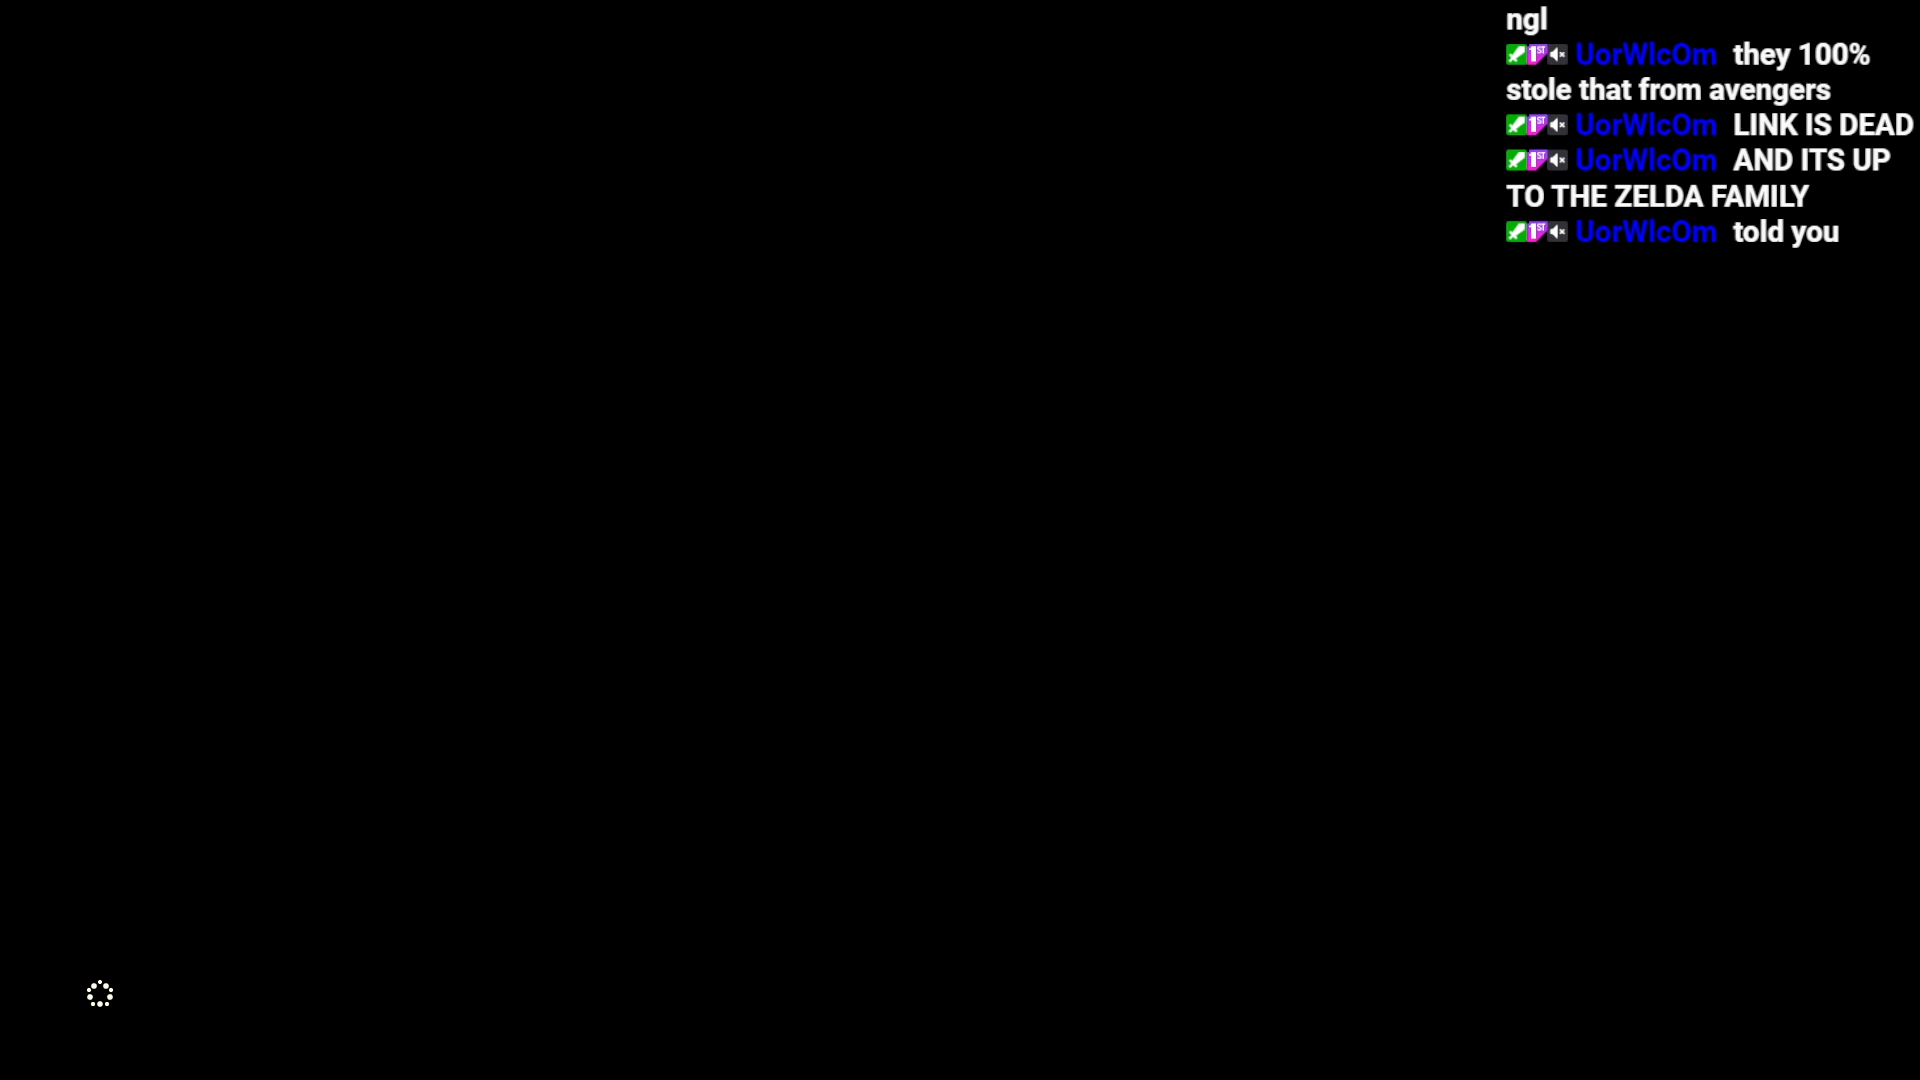 ngl
UorWlcOm they 100%
stole that from avengers
UorWlcOm LINK IS DEAD
UorWlcOm AND ITS UP
TO THE ZELDA FAMILY
UorWlcOm told you